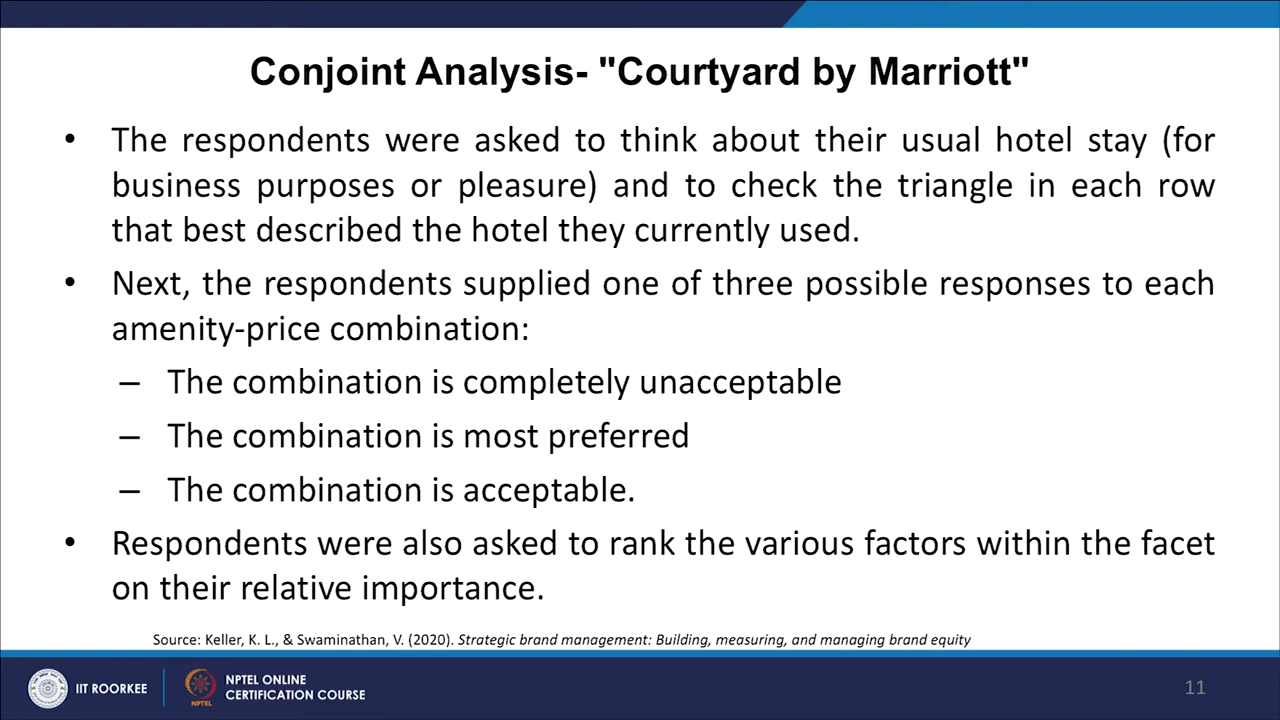 Conjoint Analysis- "Courtyard by Marriott"
• The respondents were asked to think about their usual hotel stay (for
business purposes or pleasure) and to check the triangle in each row
that best described the hotel they currently used.
• Next, the respondents supplied one of three possible responses to each
amenity-price combination:
– The combination is completely unacceptable
– The combination is most preferred
– The combination is acceptable.
• Respondents were also asked to rank the various factors within the facet
on their relative importance.
Source: Keller, K. L., & Swaminathan, V. (2020). Strategic brand management: Building, measuring, and managing brand equity
IIT ROORKEE
NPTEL
NPTEL ONLINE
CERTIFICATION COURSE
11